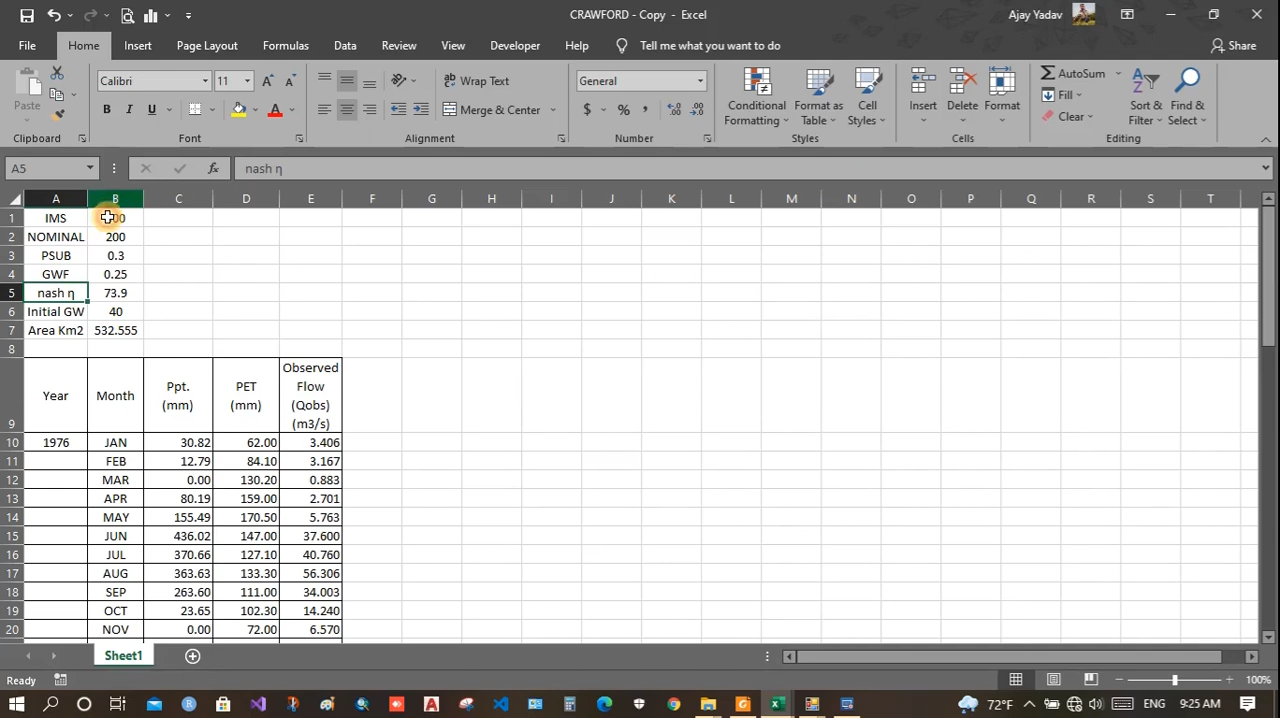 CRAWFORD - Copy - Excel
Ajay Yadav
File Home Insert Page Layout Formulas Data Review View Developer Help Tell me what you want to do Share
Calibri 11 Wrap Text General AutoSum
Paste B I U Merge & Center $ % Conditional Formatting Format as Table Cell Styles Insert Delete Format Fill Clear Sort & Filter Find & Select
Clipboard Font Alignment Number Styles Cells Editing
A5 fx nash η
A B C D E F G H I J K L M N O P Q R S T
1 IMS
2 NOMINAL 200
3 PSUB 0.3
4 GWF 0.25
5 nash η 73.9
6 Initial GW 40
7 Area Km2 532.555
8
9 Year Month Ppt. (mm) PET (mm) Observed Flow (Qobs) (m3/s)
10 1976 JAN 30.82 62.00 3.406
11 FEB 12.79 84.10 3.167
12 MAR 0.00 130.20 0.883
13 APR 80.19 159.00 2.701
14 MAY 155.49 170.50 5.763
15 JUN 436.02 147.00 37.600
16 JUL 370.66 127.10 40.760
17 AUG 363.63 133.30 56.306
18 SEP 263.60 111.00 34.003
19 OCT 23.65 102.30 14.240
20 NOV 0.00 72.00 6.570
Sheet1
Ready 100%
72°F ENG 9:25 AM